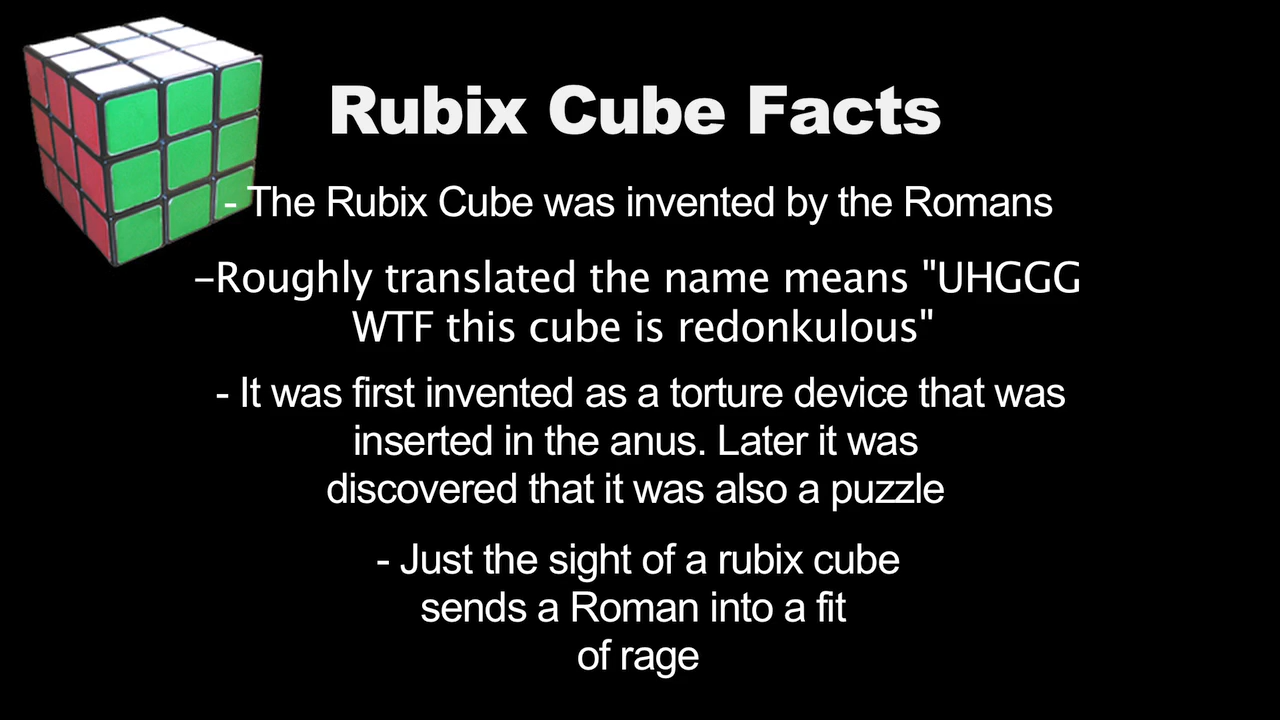 Rubix Cube Facts
- The Rubix Cube was invented by the Romans
-Roughly translated the name means "UHGGG
WTF this cube is redonkulous"
- It was first invented as a torture device that was
inserted in the anus. Later it was
discovered that it was also a puzzle
- Just the sight of a rubix cube
sends a Roman into a fit
of rage